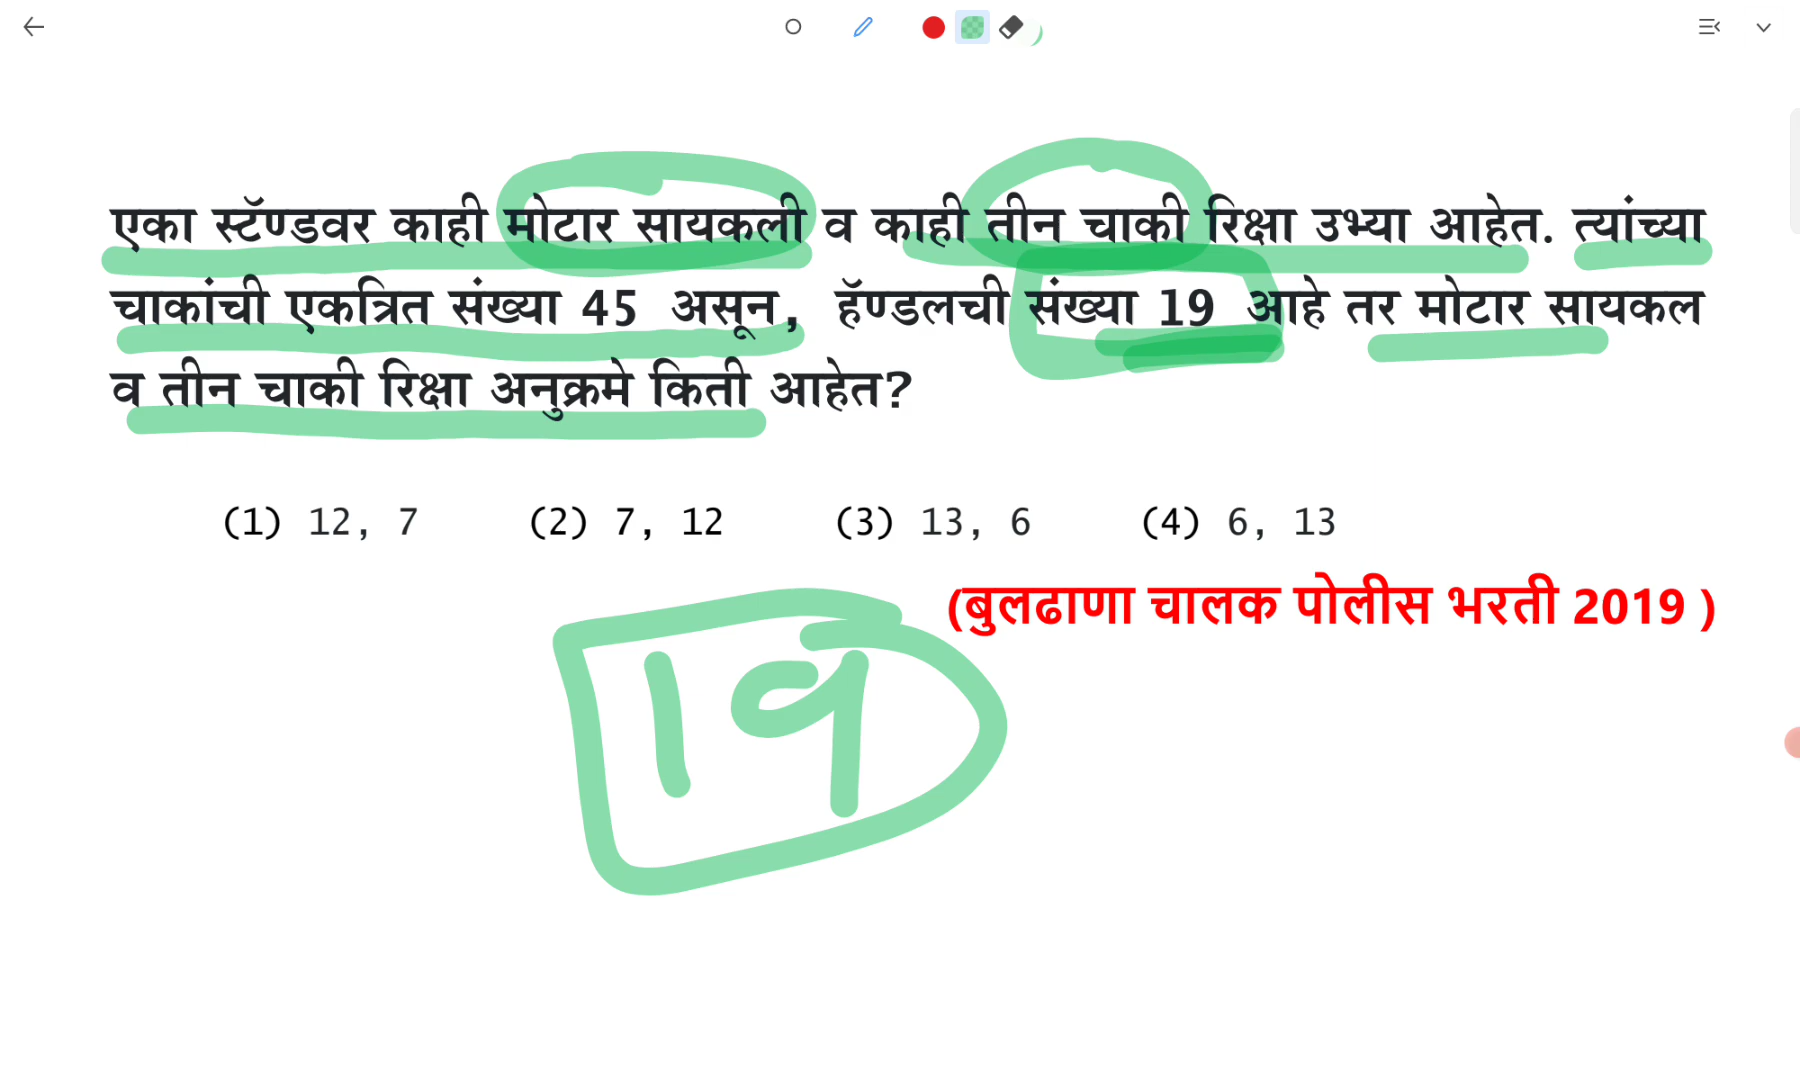 एका स्टॅण्डवर काही मोटार सायकली व काही तीन चाकी रिक्षा उभ्या आहेत. त्यांच्या
चाकांची एकत्रित संख्या 45 असून, हॅण्डलची संख्या 19 आहे तर मोटार सायकल
व तीन चाकी रिक्षा अनुक्रमे किती आहेत?
(1) 12, 7 (2) 7, 12 (3) 13, 6 (4) 6, 13
(बुलढाणा चालक पोलीस भरती 2019 )
19